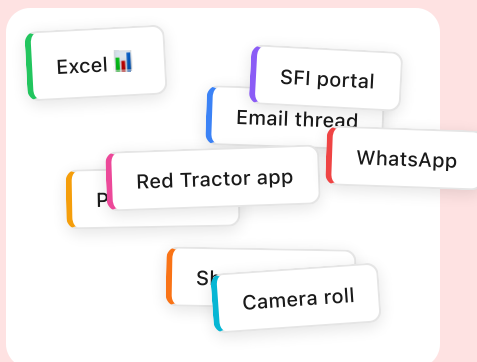 Excel 📊
SFI portal
Email thread
WhatsApp
Red Tractor app
Camera roll